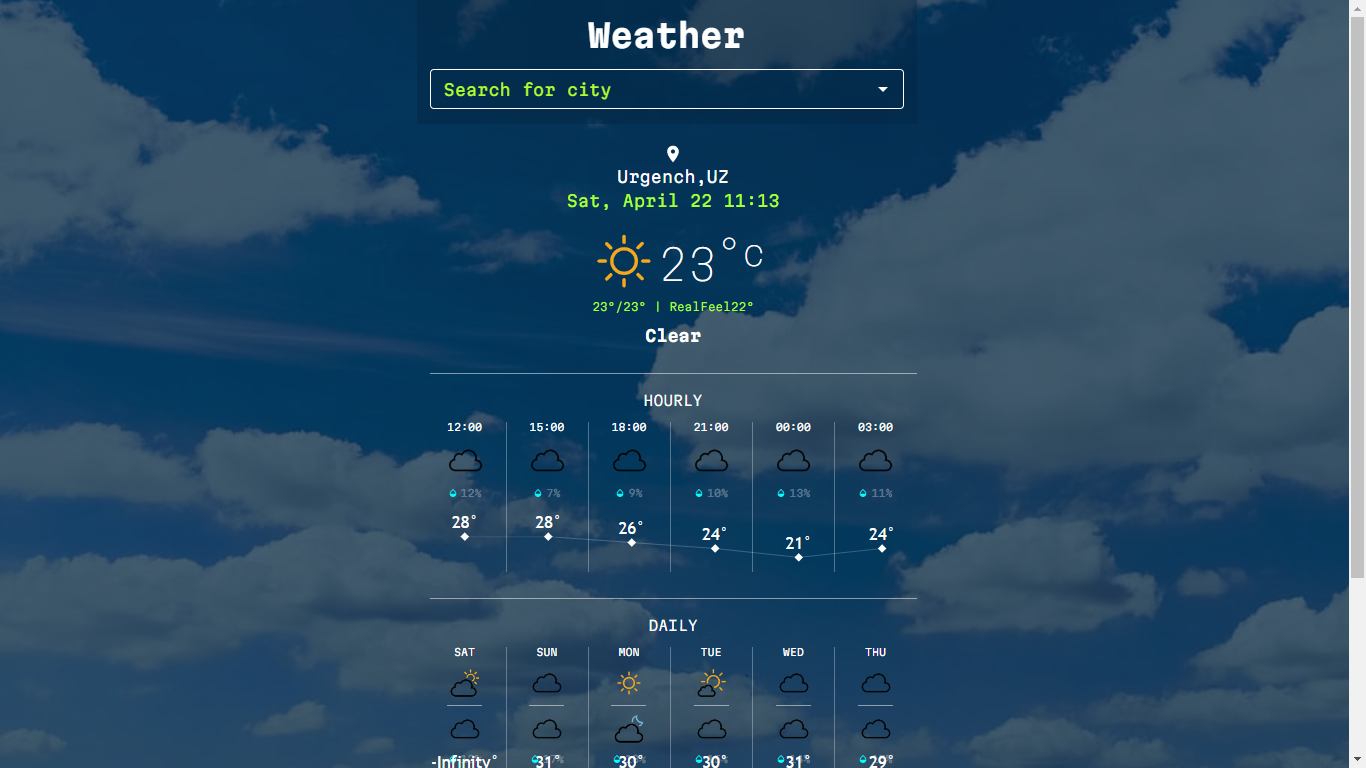 Weather
Search for city
Urgench,UZ
Sat, April 22 11:13
23°C
23°/23° | RealFeel22°
Clear
HOURLY
12:00 15:00 18:00 21:00 00:00 03:00
12% 7% 9% 10% 13% 11%
28° 28° 26° 24° 21° 24°
DAILY
SAT SUN MON TUE WED THU
-Infinity° 31° 30° 30° 31° 29°